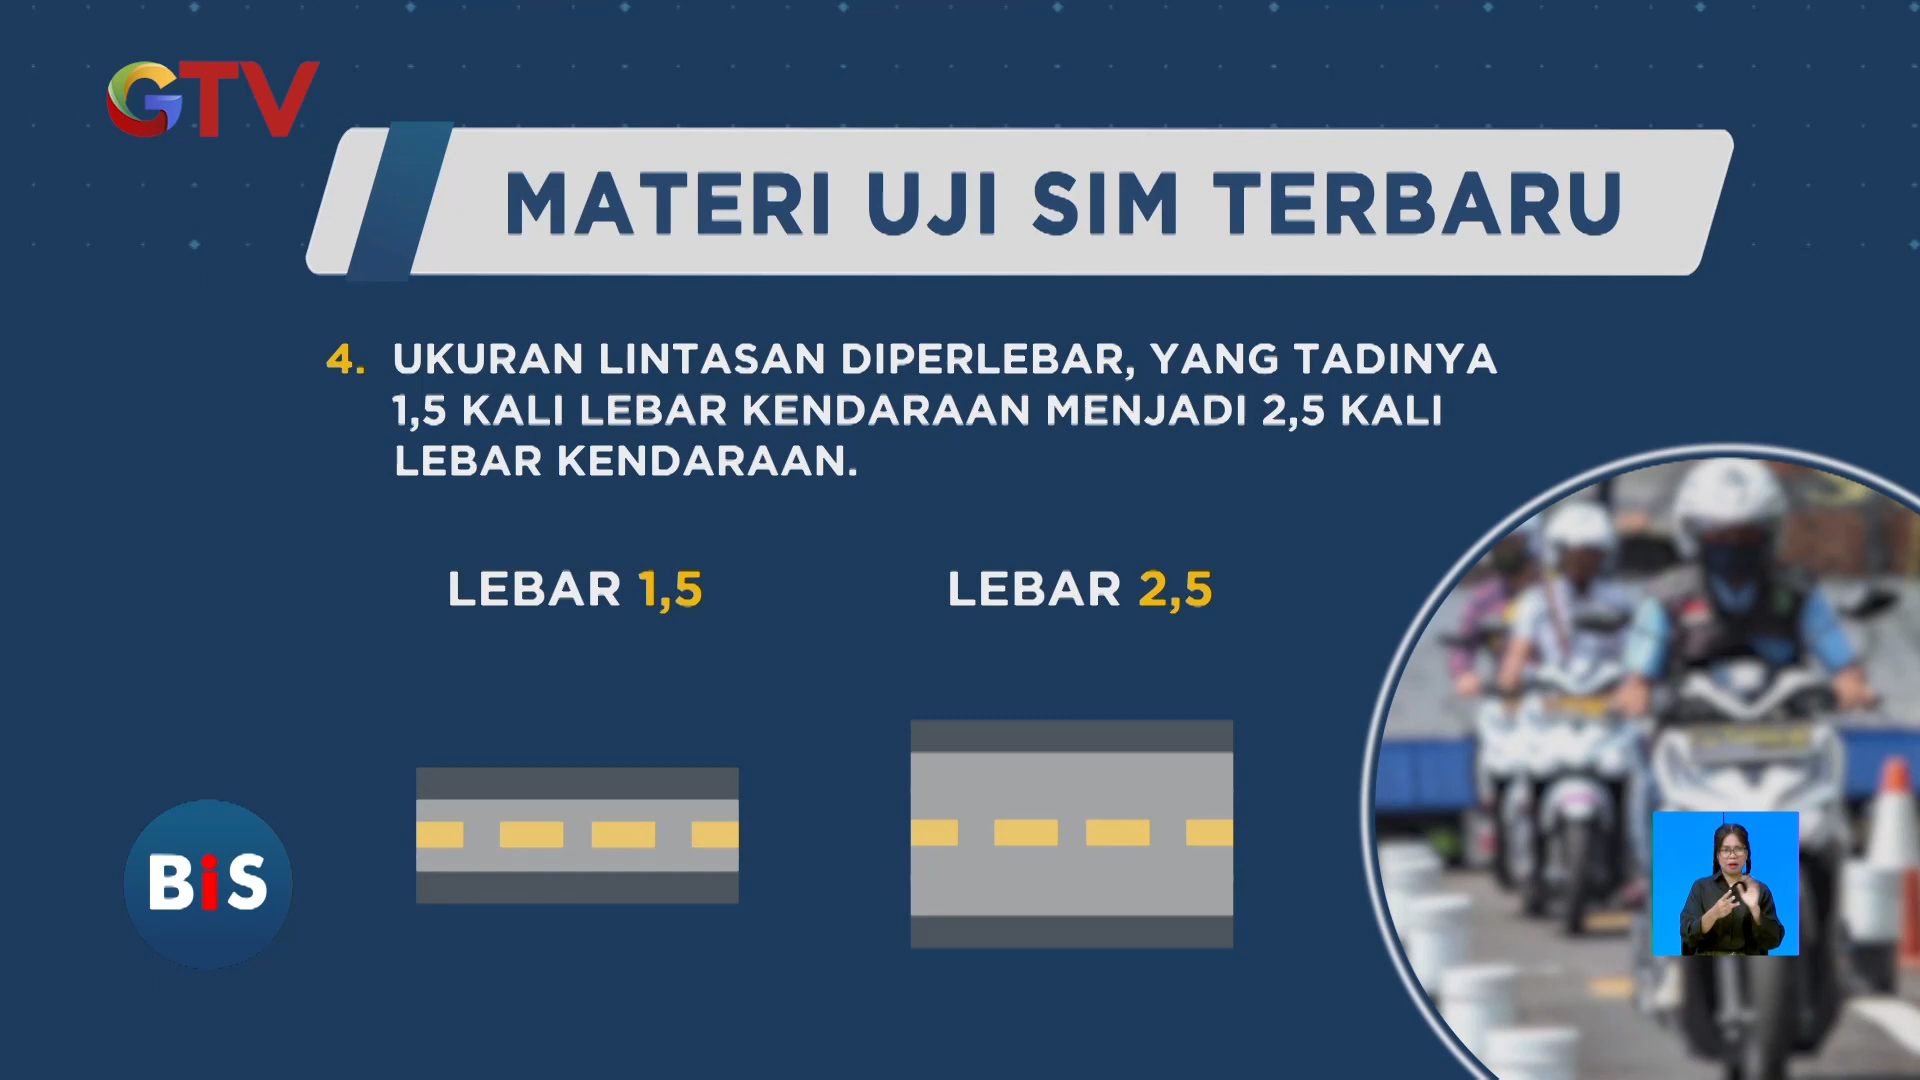 GTV
MATERI UJI SIM TERBARU
4. UKURAN LINTASAN DIPERLEBAR, YANG TADINYA
1,5 KALI LEBAR KENDARAAN MENJADI 2,5 KALI
LEBAR KENDARAAN.
LEBAR 1,5
LEBAR 2,5
BiS